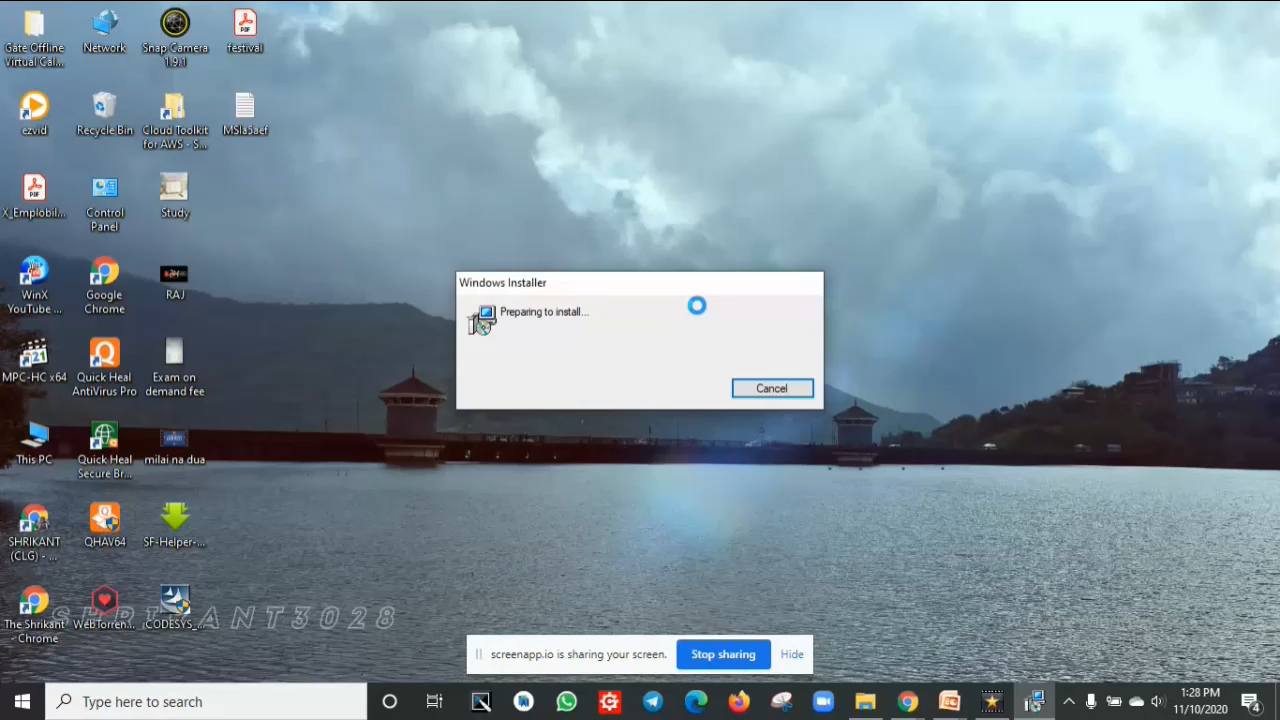 Gate Offline
Virtual Cal...
Network
Snap Camera
1.9.1
festival
ezvid
Recycle Bin
Cloud Toolkit
for AWS - S...
MSIa5aef
X_Emplobil...
Control
Panel
Study
WinX
YouTube ...
Google
Chrome
RAJ
MPC-HC x64
Quick Heal
AntiVirus Pro
Exam on
demand fee
This PC
Quick Heal
Secure Br...
milai na dua
SHRIKANT
(CLG) - ...
QHAV64
SF-Helper-...
The Shrikant
- Chrome
WebTorren...
CODESYS_...
SHRIKANT3028
Windows Installer
Preparing to install...
Cancel
screenapp.io is sharing your screen.
Stop sharing
Hide
Type here to search
1:28 PM
11/10/2020
4